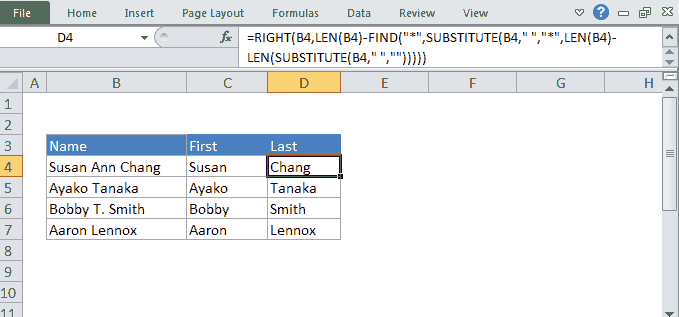 File Home Insert Page Layout Formulas Data Review View
D4 fx =RIGHT(B4,LEN(B4)-FIND("*",SUBSTITUTE(B4," ","*",LEN(B4)-
LEN(SUBSTITUTE(B4," ","")))))
A B C D E F G H
1
2
3 Name First Last
4 Susan Ann Chang Susan Chang
5 Ayako Tanaka Ayako Tanaka
6 Bobby T. Smith Bobby Smith
7 Aaron Lennox Aaron Lennox
8
9
10
11